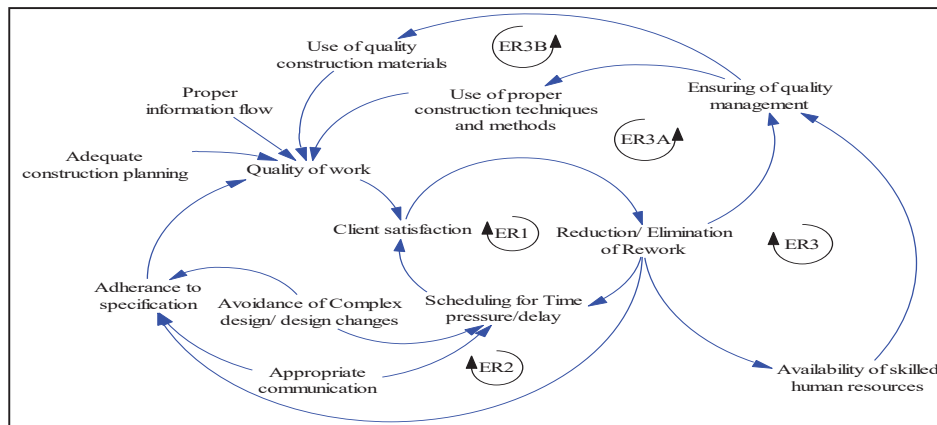 Use of quality
construction materials
ER3B
Ensuring of quality
management
Proper
information flow
Use of proper
construction techniques
and methods
ER3A
Adequate
construction planning
Quality of work
Client satisfaction
ER1
Reduction/ Elimination
of Rework
ER3
Adherance to
specification
Avoidance of Complex
design/ design changes
Scheduling for Time
pressure/delay
Appropriate
communication
ER2
Availability of skilled
human resources